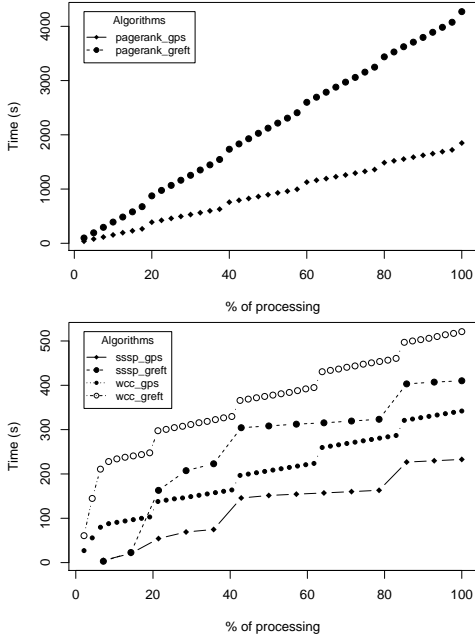 Algorithms
pagerank_gps
pagerank_greft
Time (s)
4000
3000
2000
1000
0
0 20 40 60 80 100
% of processing
Algorithms
sssp_gps
sssp_greft
wcc_gps
wcc_greft
Time (s)
500
400
300
200
100
0
0 20 40 60 80 100
% of processing